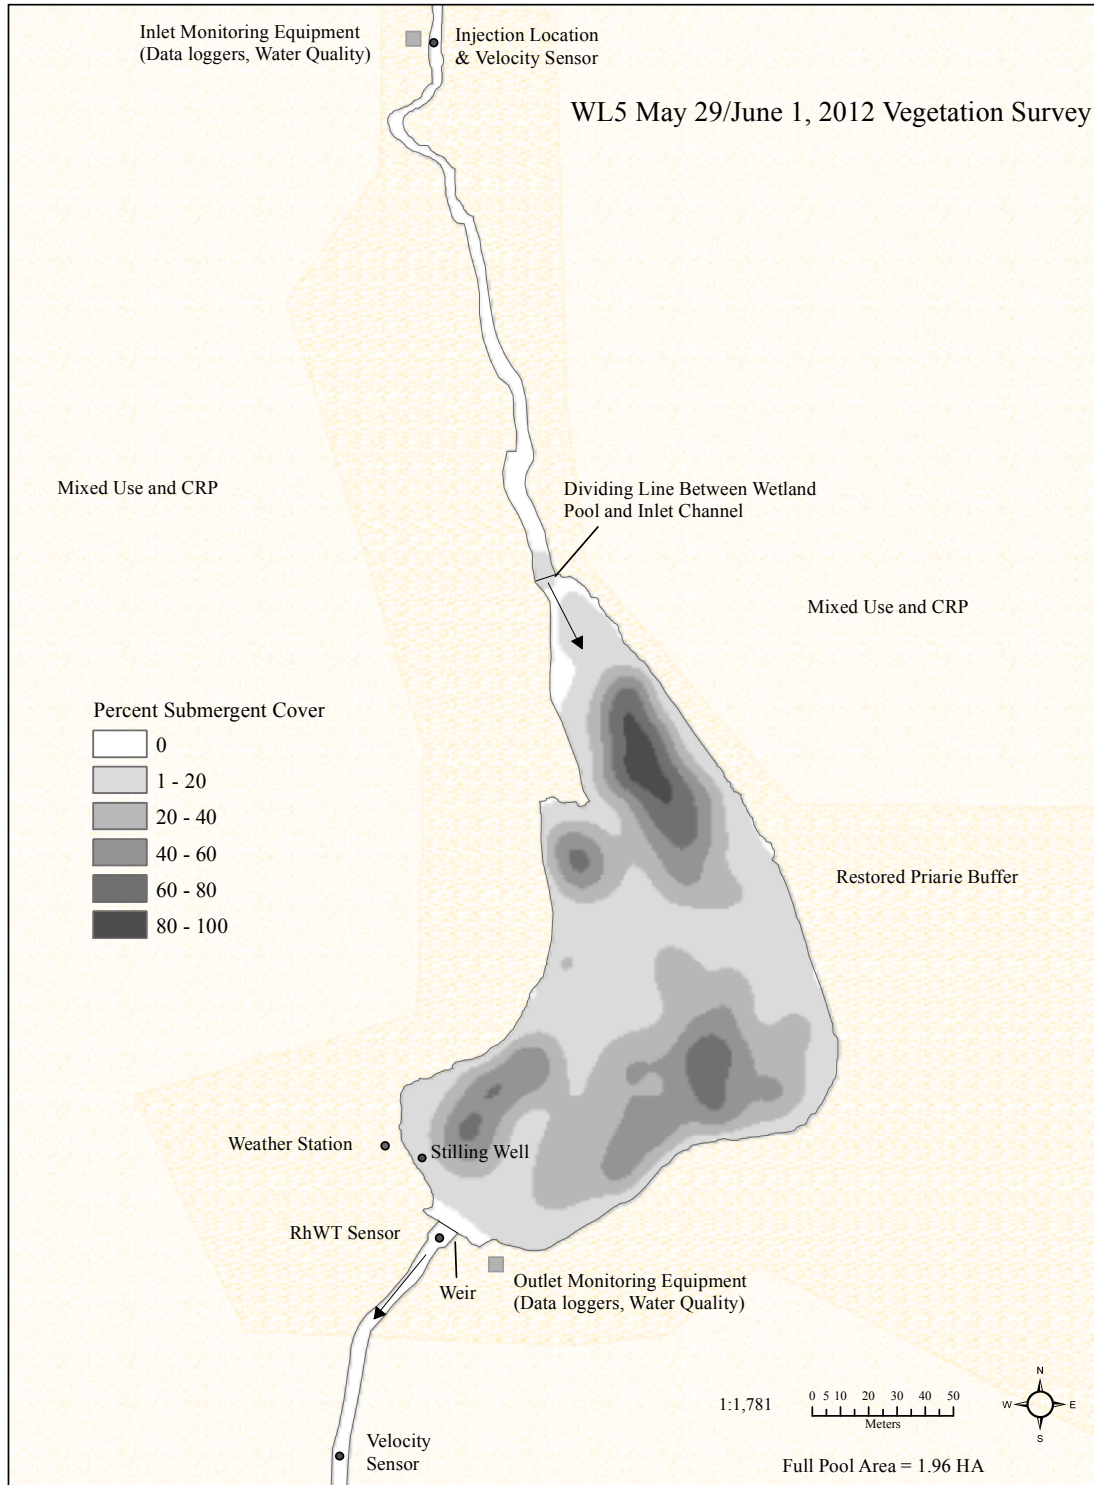 Inlet Monitoring Equipment
(Data loggers, Water Quality)
Injection Location
& Velocity Sensor
WL5 May 29/June 1, 2012 Vegetation Survey
Mixed Use and CRP
Dividing Line Between Wetland
Pool and Inlet Channel
Mixed Use and CRP
Percent Submergent Cover
0
1 - 20
20 - 40
40 - 60
60 - 80
80 - 100
Restored Priarie Buffer
Weather Station
Stilling Well
RhWT Sensor
Weir
Outlet Monitoring Equipment
(Data loggers, Water Quality)
Velocity
Sensor
1:1,781
0 5 10 20 30 40 50
Meters
N
W E
S
Full Pool Area = 1.96 HA